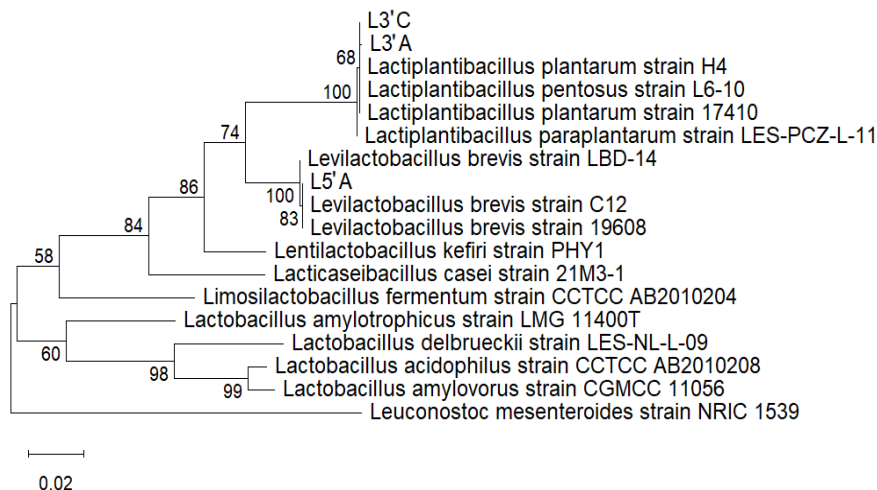 L3'C
L3'A
68
Lactiplantibacillus plantarum strain H4
100
Lactiplantibacillus pentosus strain L6-10
Lactiplantibacillus plantarum strain 17410
74
Lactiplantibacillus paraplantarum strain LES-PCZ-L-11
Levilactobacillus brevis strain LBD-14
86
L5'A
100
Levilactobacillus brevis strain C12
83
Levilactobacillus brevis strain 19608
84
Lentilactobacillus kefiri strain PHY1
58
Lacticaseibacillus casei strain 21M3-1
Limosilactobacillus fermentum strain CCTCC AB2010204
Lactobacillus amylotrophicus strain LMG 11400T
60
Lactobacillus delbrueckii strain LES-NL-L-09
98
Lactobacillus acidophilus strain CCTCC AB2010208
99
Lactobacillus amylovorus strain CGMCC 11056
Leuconostoc mesenteroides strain NRIC 1539
0.02